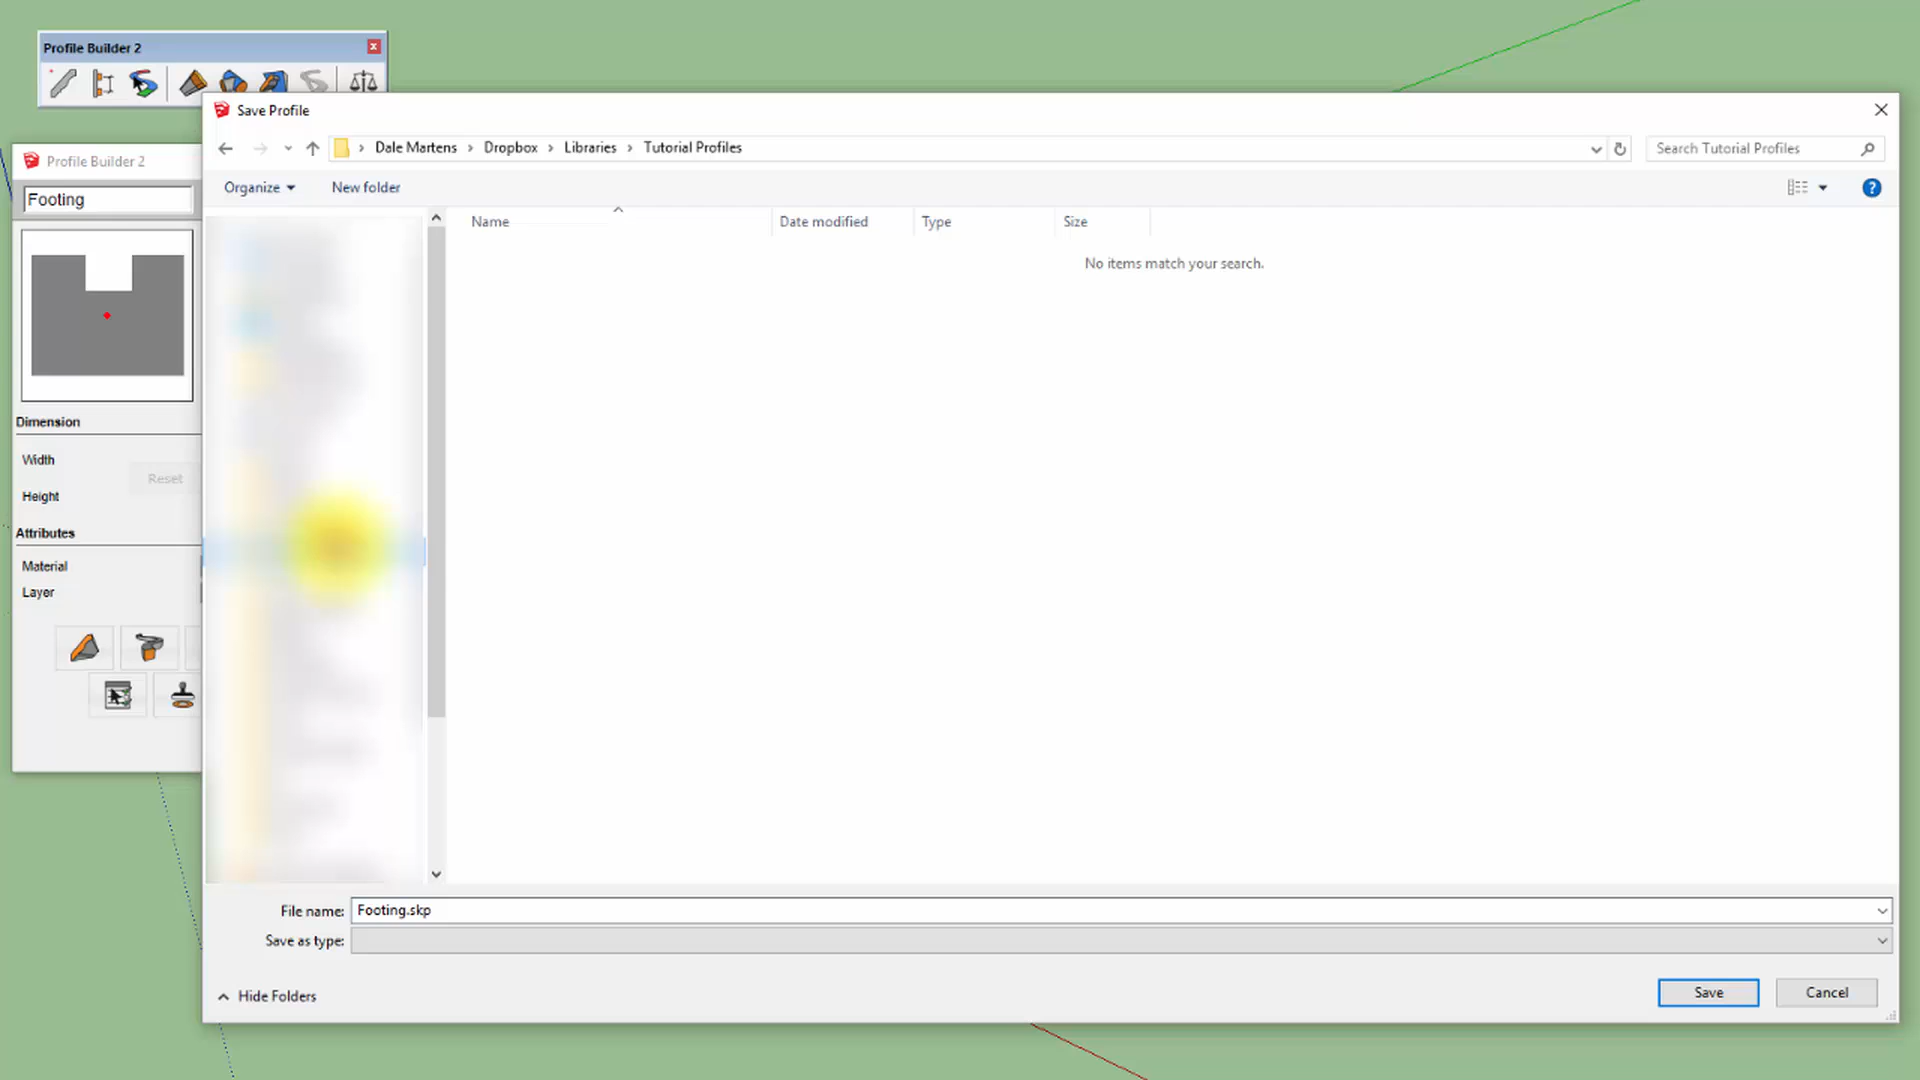 Profile Builder 2
Save Profile
Dale Martens > Dropbox > Libraries > Tutorial Profiles
Search Tutorial Profiles
Organize
New folder
Name
Date modified
Type
Size
No items match your search.
Profile Builder 2
Footing
Dimension
Width
Reset
Height
Attributes
Material
Layer
File name:
Footing.skp
Save as type:
Hide Folders
Save
Cancel